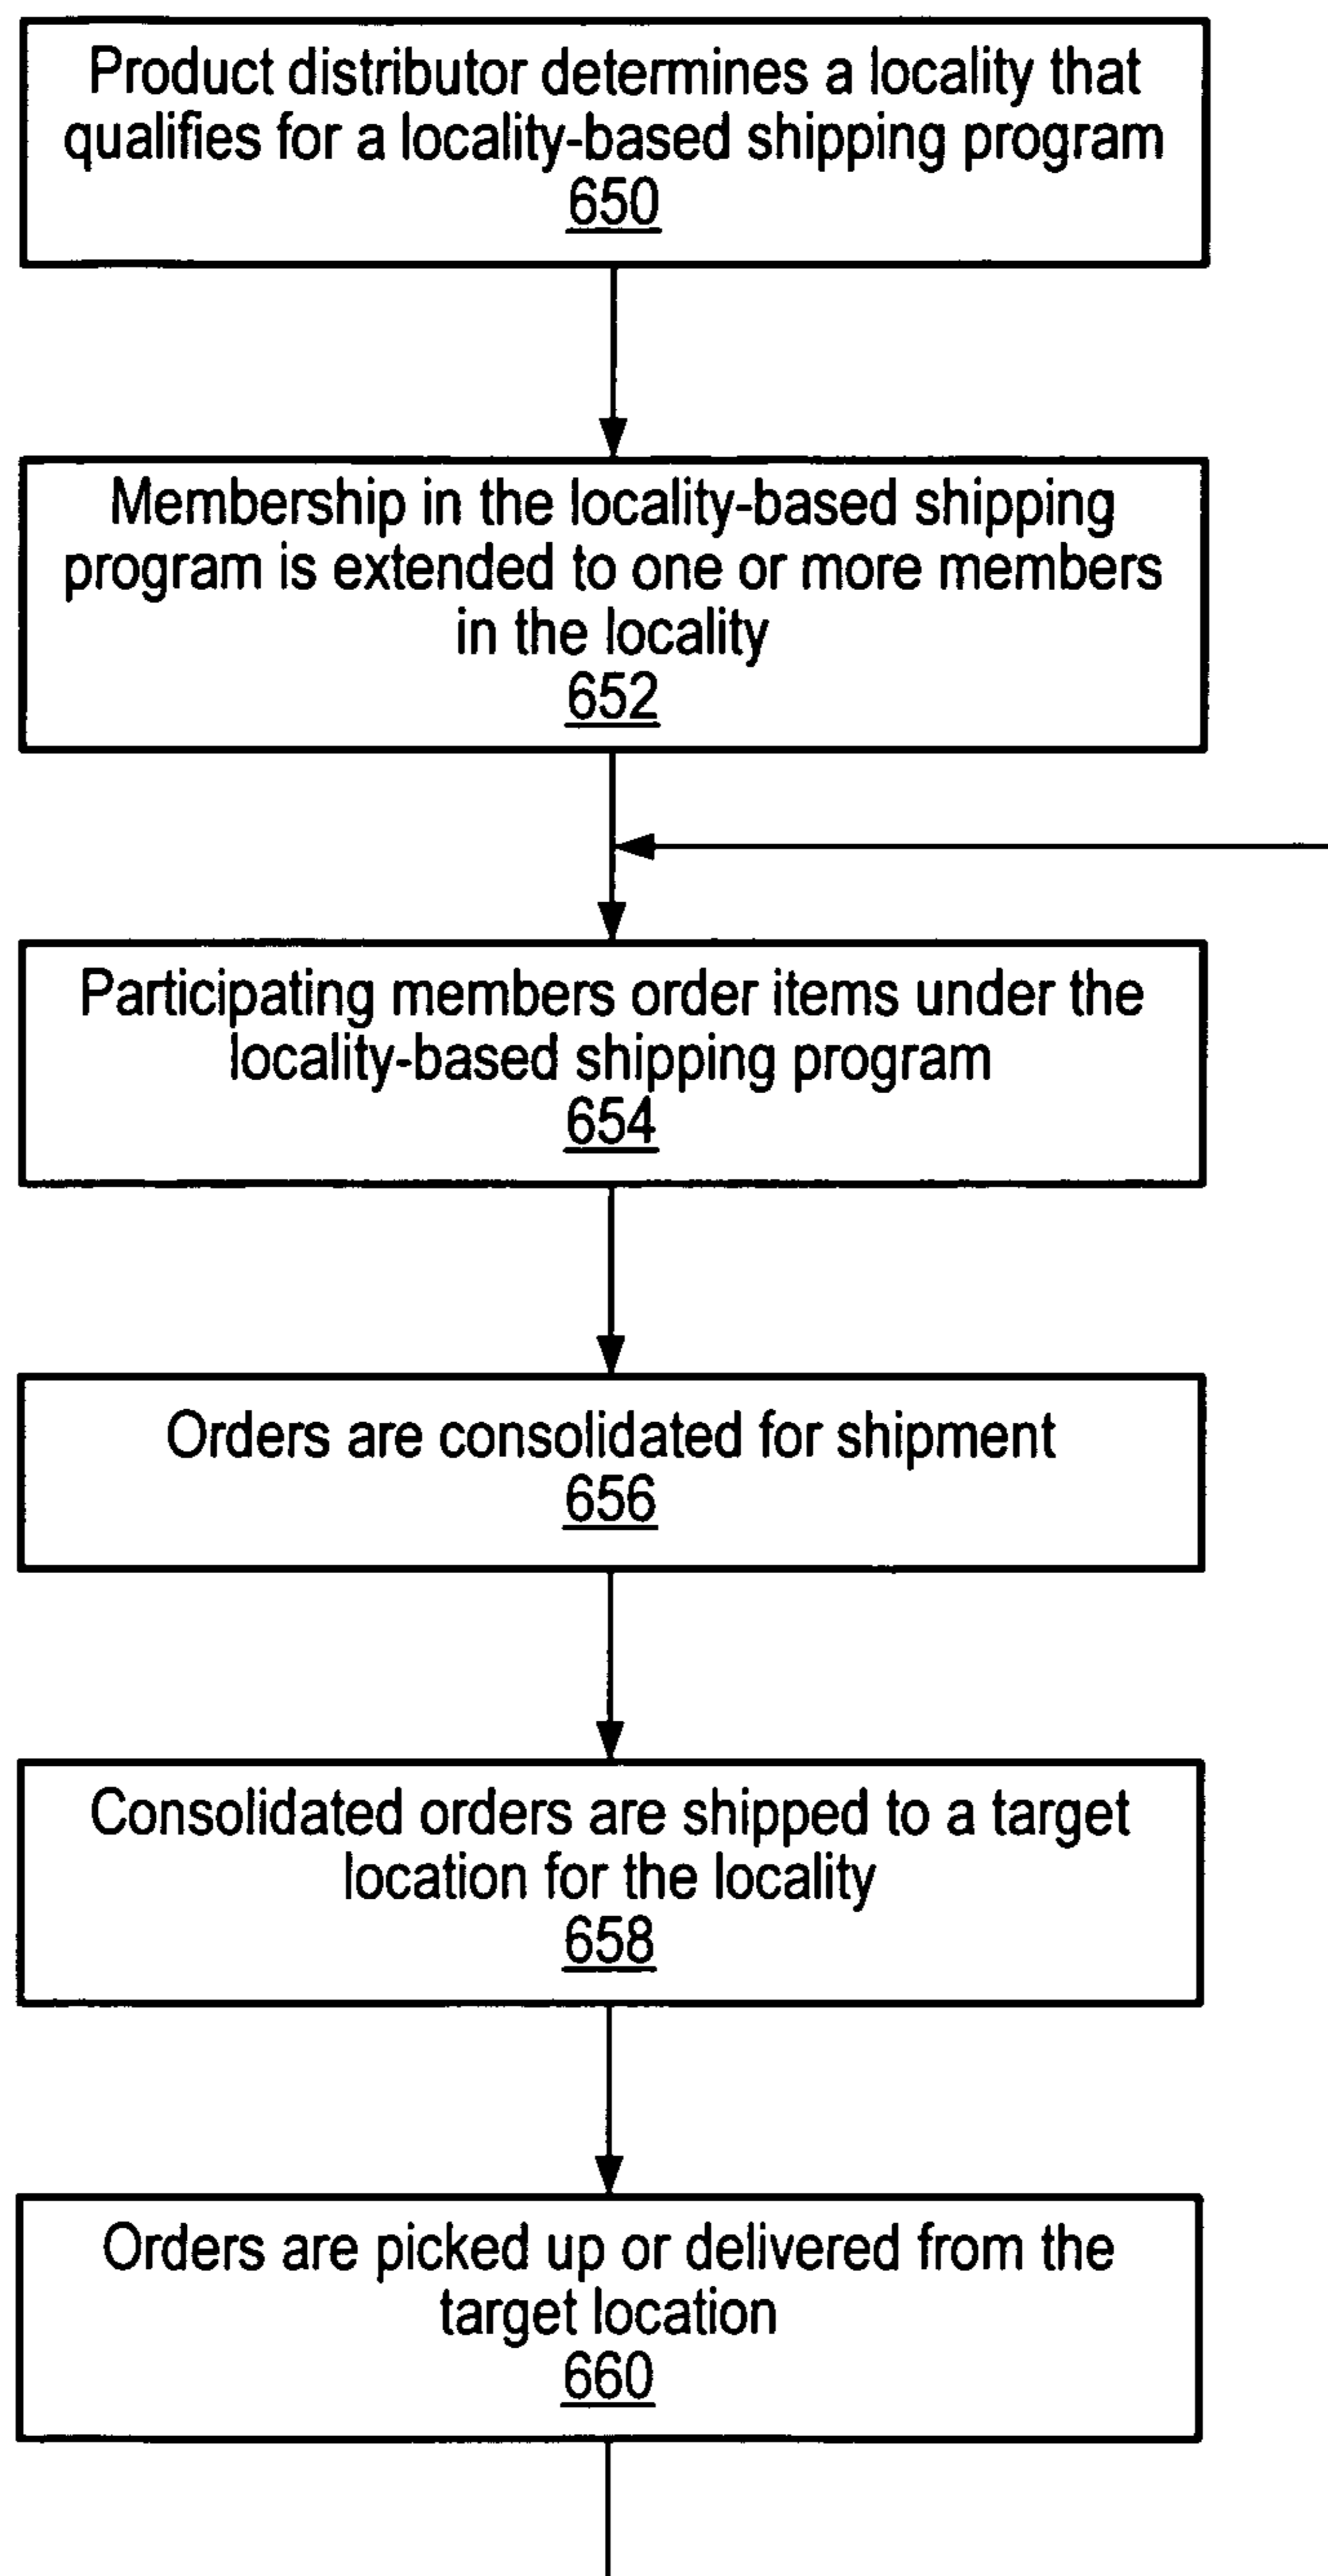 Product distributor determines a locality that
qualifies for a locality-based shipping program
650
Membership in the locality-based shipping
program is extended to one or more members
in the locality
652
Participating members order items under the
locality-based shipping program
654
Orders are consolidated for shipment
656
Consolidated orders are shipped to a target
location for the locality
658
Orders are picked up or delivered from the
target location
660